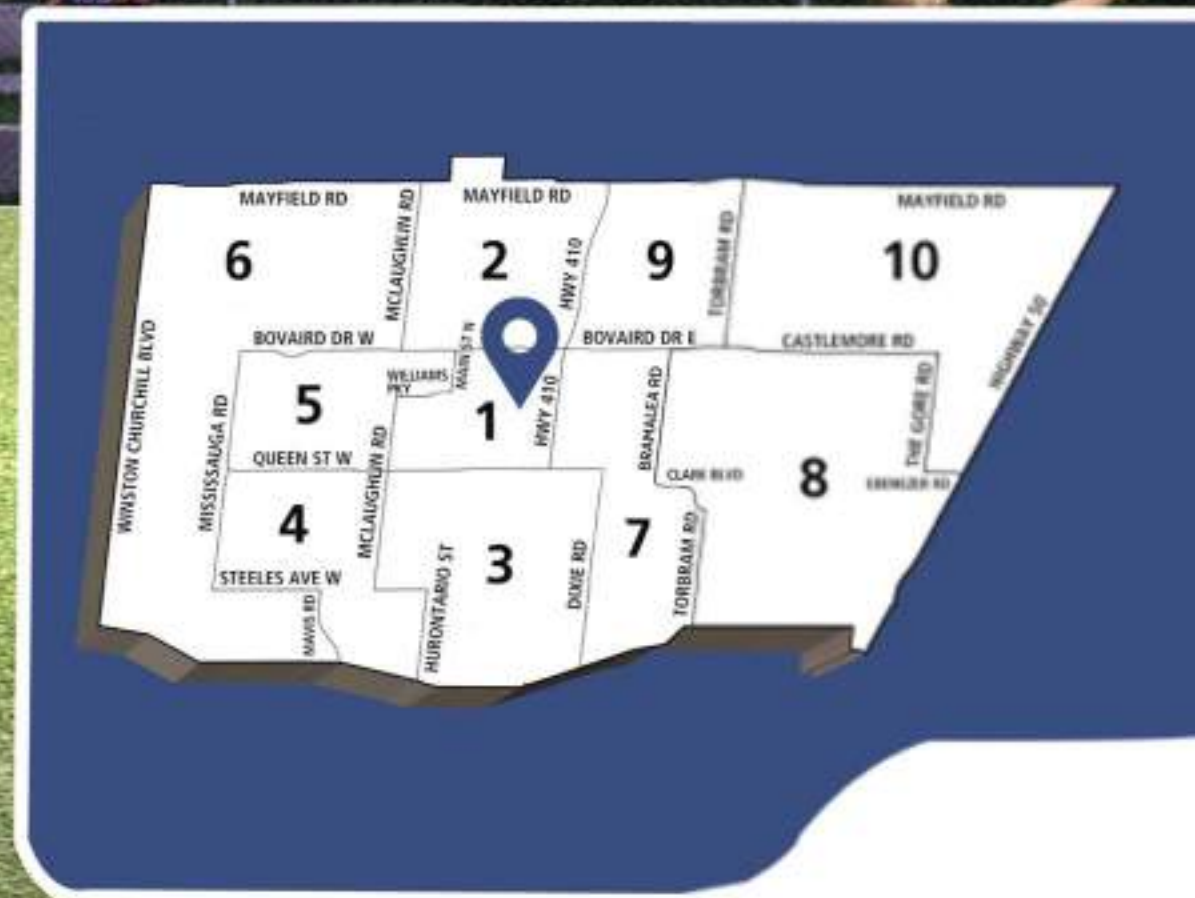 MAYFIELD RD
MAYFIELD RD
MAYFIELD RD
6
MCLAUGHLIN RD
2
HWY 410
9
TORBRAM RD
10
HIGHWAY 50
WINSTON CHURCHILL BLVD
BOVAIRD DR W
MAIN ST N
BOVAIRD DR E
CASTLEMORE RD
WILLIAMS
PKY
5
1
HWY 410
BRAMALEA RD
THE GORE RD
MISSISSAUGA RD
QUEEN ST W
MCLAUGHLIN RD
CLARK BLVD
8
EBENEZER RD
4
3
7
STEELES AVE W
MAVIS RD
HURONTARIO ST
DIXIE RD
TORBRAM RD